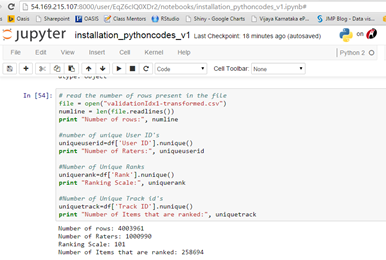 54.169.215.107:8000/user/EqZ6cIQ0XDr2/notebooks/installation_pythoncodes_v1.ipynb#
Apps Oasis Sharepoint OASIS DATA Class Mentors RStudio Shiny - Google Charts Vijaya Karnataka eP... JMP Blog - Data vis...
jupyter installation_pythoncodes_v1 Last Checkpoint: 18 minutes ago (autosaved)
File Edit View Insert Cell Kernel Help Python 2
Code Cell Toolbar: None
dtype: object
In [54]: # read the number of rows present in the file
file = open("validationIdx1-transformed.csv")
numline = len(file.readlines())
print "Number of rows:", numline
#number of unique User ID's
uniqueuserid=df['User ID'].nunique()
print "Number of Raters:", uniqueuserid
#Number of Unique Ranks
uniquerank=df['Rank'].nunique()
print "Ranking Scale:", uniquerank
#Number Of Unique Track id's
uniquetrack=df['Track ID'].nunique()
print "Number of Items that are ranked:", uniquetrack
Number of rows: 4003961
Number of Raters: 1000990
Ranking Scale: 101
Number of Items that are ranked: 258694